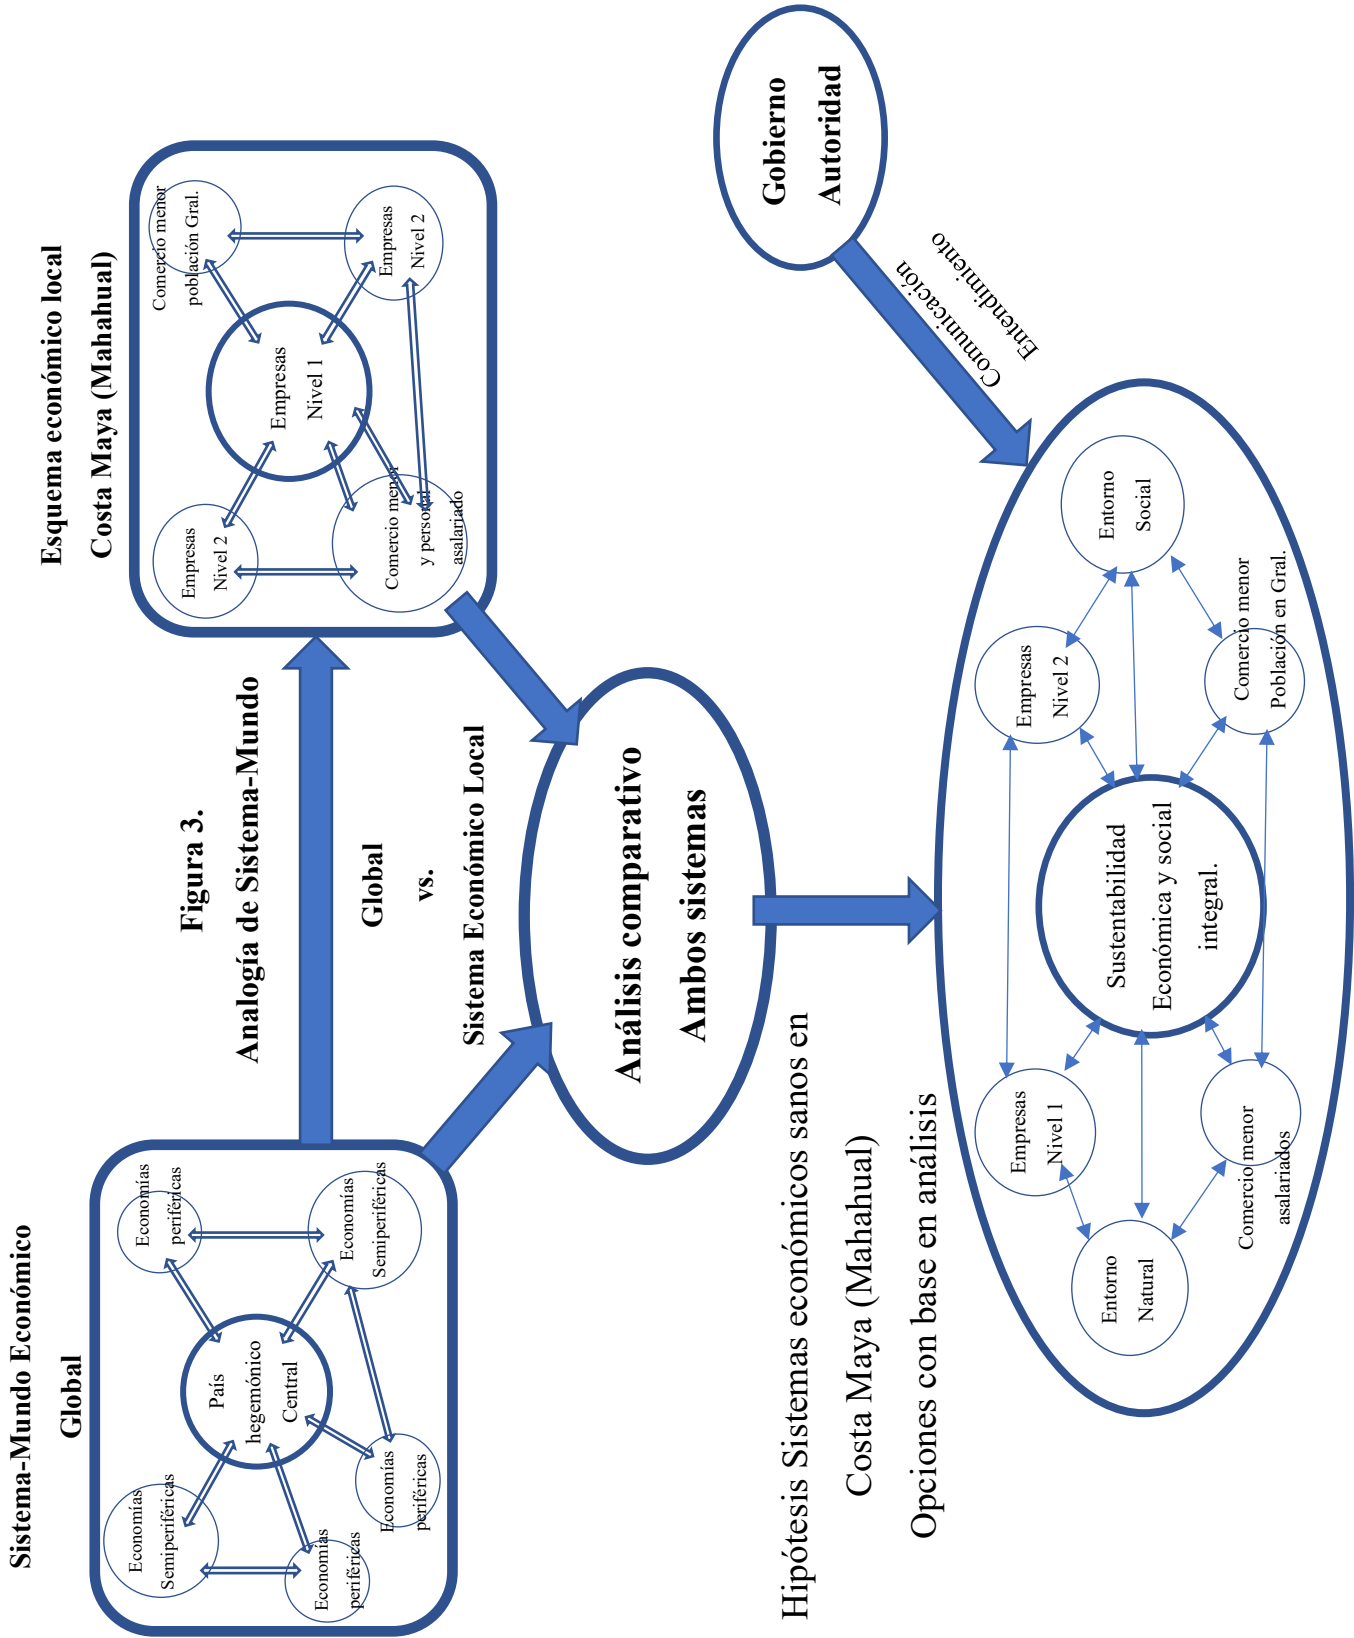 Figura 3.
Analogía de Sistema-Mundo
Global
vs.
Sistema Económico Local
Sistema-Mundo Económico
Global
Economías
Semiperiféricas
Economías
periféricas
País
hegemónico
Central
Economías
periféricas
Economías
periféricas
Economías
Semiperiféricas
Esquema económico local
Costa Maya (Mahahual)
Empresas
Nivel 2
Comercio menor
población Gral.
Empresas
Nivel 1
Comercio menor
y personal
asalariado
Empresas
Nivel 2
Análisis comparativo
Ambos sistemas
Gobierno
Autoridad
Comunicación
Entendimiento
Hipótesis Sistemas económicos sanos en
Costa Maya (Mahahual)
Opciones con base en análisis
Empresas
Nivel 1
Empresas
Nivel 2
Entorno
Natural
Sustentabilidad
Económica y social
integral.
Entorno
Social
Comercio menor
asalariados
Comercio menor
Población en Gral.